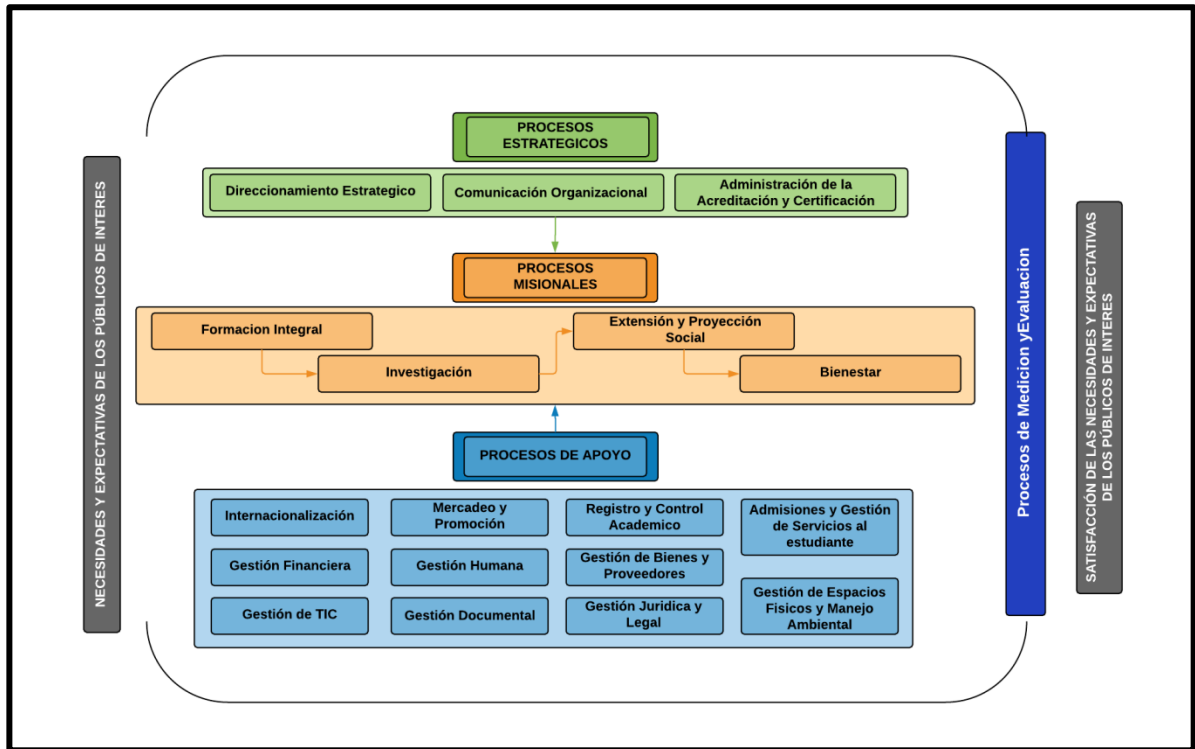 NECESIDADES Y EXPECTATIVAS DE LOS PÚBLICOS DE INTERES
PROCESOS
ESTRATEGICOS
Direccionamiento Estrategico
Comunicación Organizacional
Administración de la
Acreditación y Certificación
PROCESOS
MISIONALES
Formacion Integral
Investigación
Extensión y Proyección
Social
Bienestar
PROCESOS DE APOYO
Internacionalización
Mercadeo y
Promoción
Registro y Control
Academico
Admisiones y Gestión
de Servicios al
estudiante
Gestión Financiera
Gestión Humana
Gestión de Bienes y
Proveedores
Gestión de TIC
Gestión Documental
Gestión Juridica y
Legal
Gestión de Espacios
Fisicos y Manejo
Ambiental
Procesos de Medicion yEvaluacion
SATISFACCIÓN DE LAS NECESIDADES Y EXPECTATIVAS
DE LOS PÚBLICOS DE INTERES